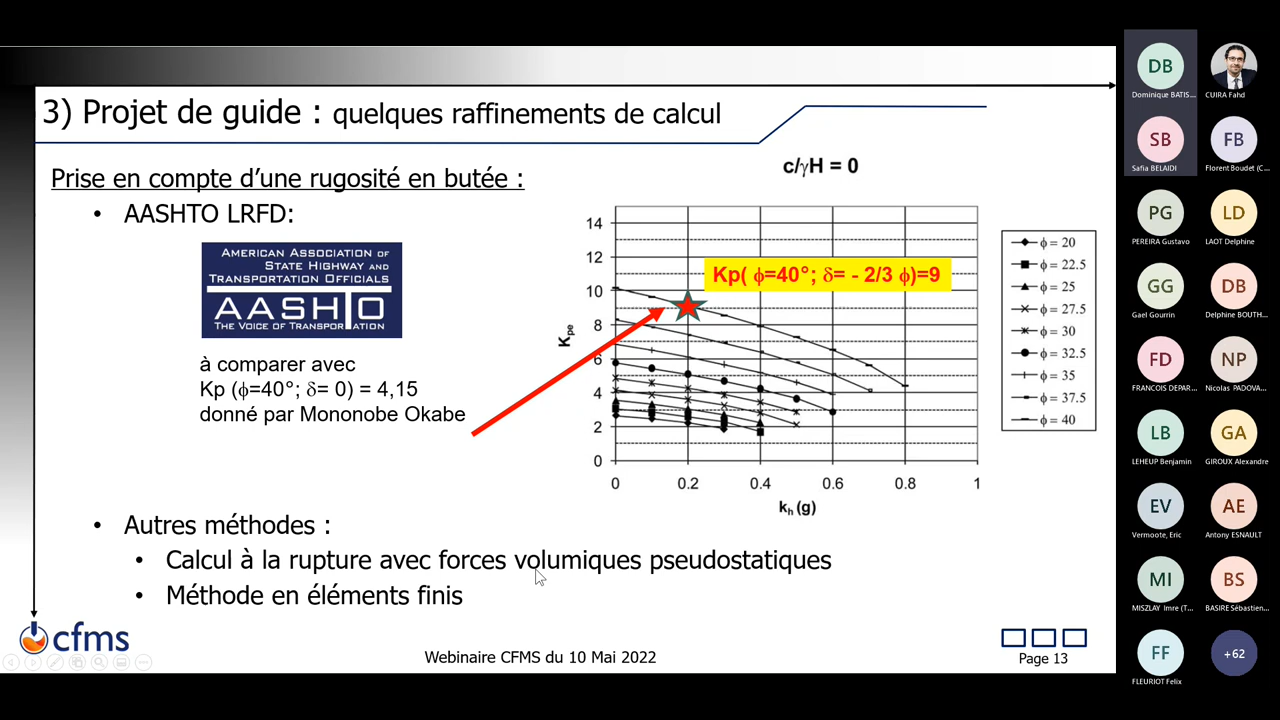 3) Projet de guide : quelques raffinements de calcul
Prise en compte d'une rugosité en butée :
• AASHTO LRFD:
AMERICAN ASSOCIATION OF
STATE HIGHWAY AND
TRANSPORTATION OFFICIALS
AASHTO
THE VOICE OF TRANSPORTATION
à comparer avec
Kp (ϕ=40°; δ= 0) = 4,15
donné par Mononobe Okabe
c/γH = 0
14
12
10
8
6
4
2
0
Kpe
0 0.2 0.4 0.6 0.8 1
kh (g)
Kp( ϕ=40°; δ= - 2/3 ϕ)=9
ϕ = 20
ϕ = 22.5
ϕ = 25
ϕ = 27.5
ϕ = 30
ϕ = 32.5
ϕ = 35
ϕ = 37.5
ϕ = 40
• Autres méthodes :
• Calcul à la rupture avec forces volumiques pseudostatiques
• Méthode en éléments finis
cfms
Webinaire CFMS du 10 Mai 2022
Page 13
DB
Dominique BATIS...
CUIRA Fahd
SB
Safia BELAIDI
FB
Florent Boudet (C...
PG
PEREIRA Gustavo
LD
LAOT Delphine
GG
Gael Gourrin
DB
Delphine BOUTH...
FD
FRANCOIS DEPAR...
NP
Nicolas PADOVA...
LB
LEHEUP Benjamin
GA
GIROUX Alexandre
EV
Vermoote, Eric
AE
Antony ESNAULT
MI
MISZLAY Imre (T...
BS
BASIRE Sébastien...
FF
FLEURIOT Felix
+62